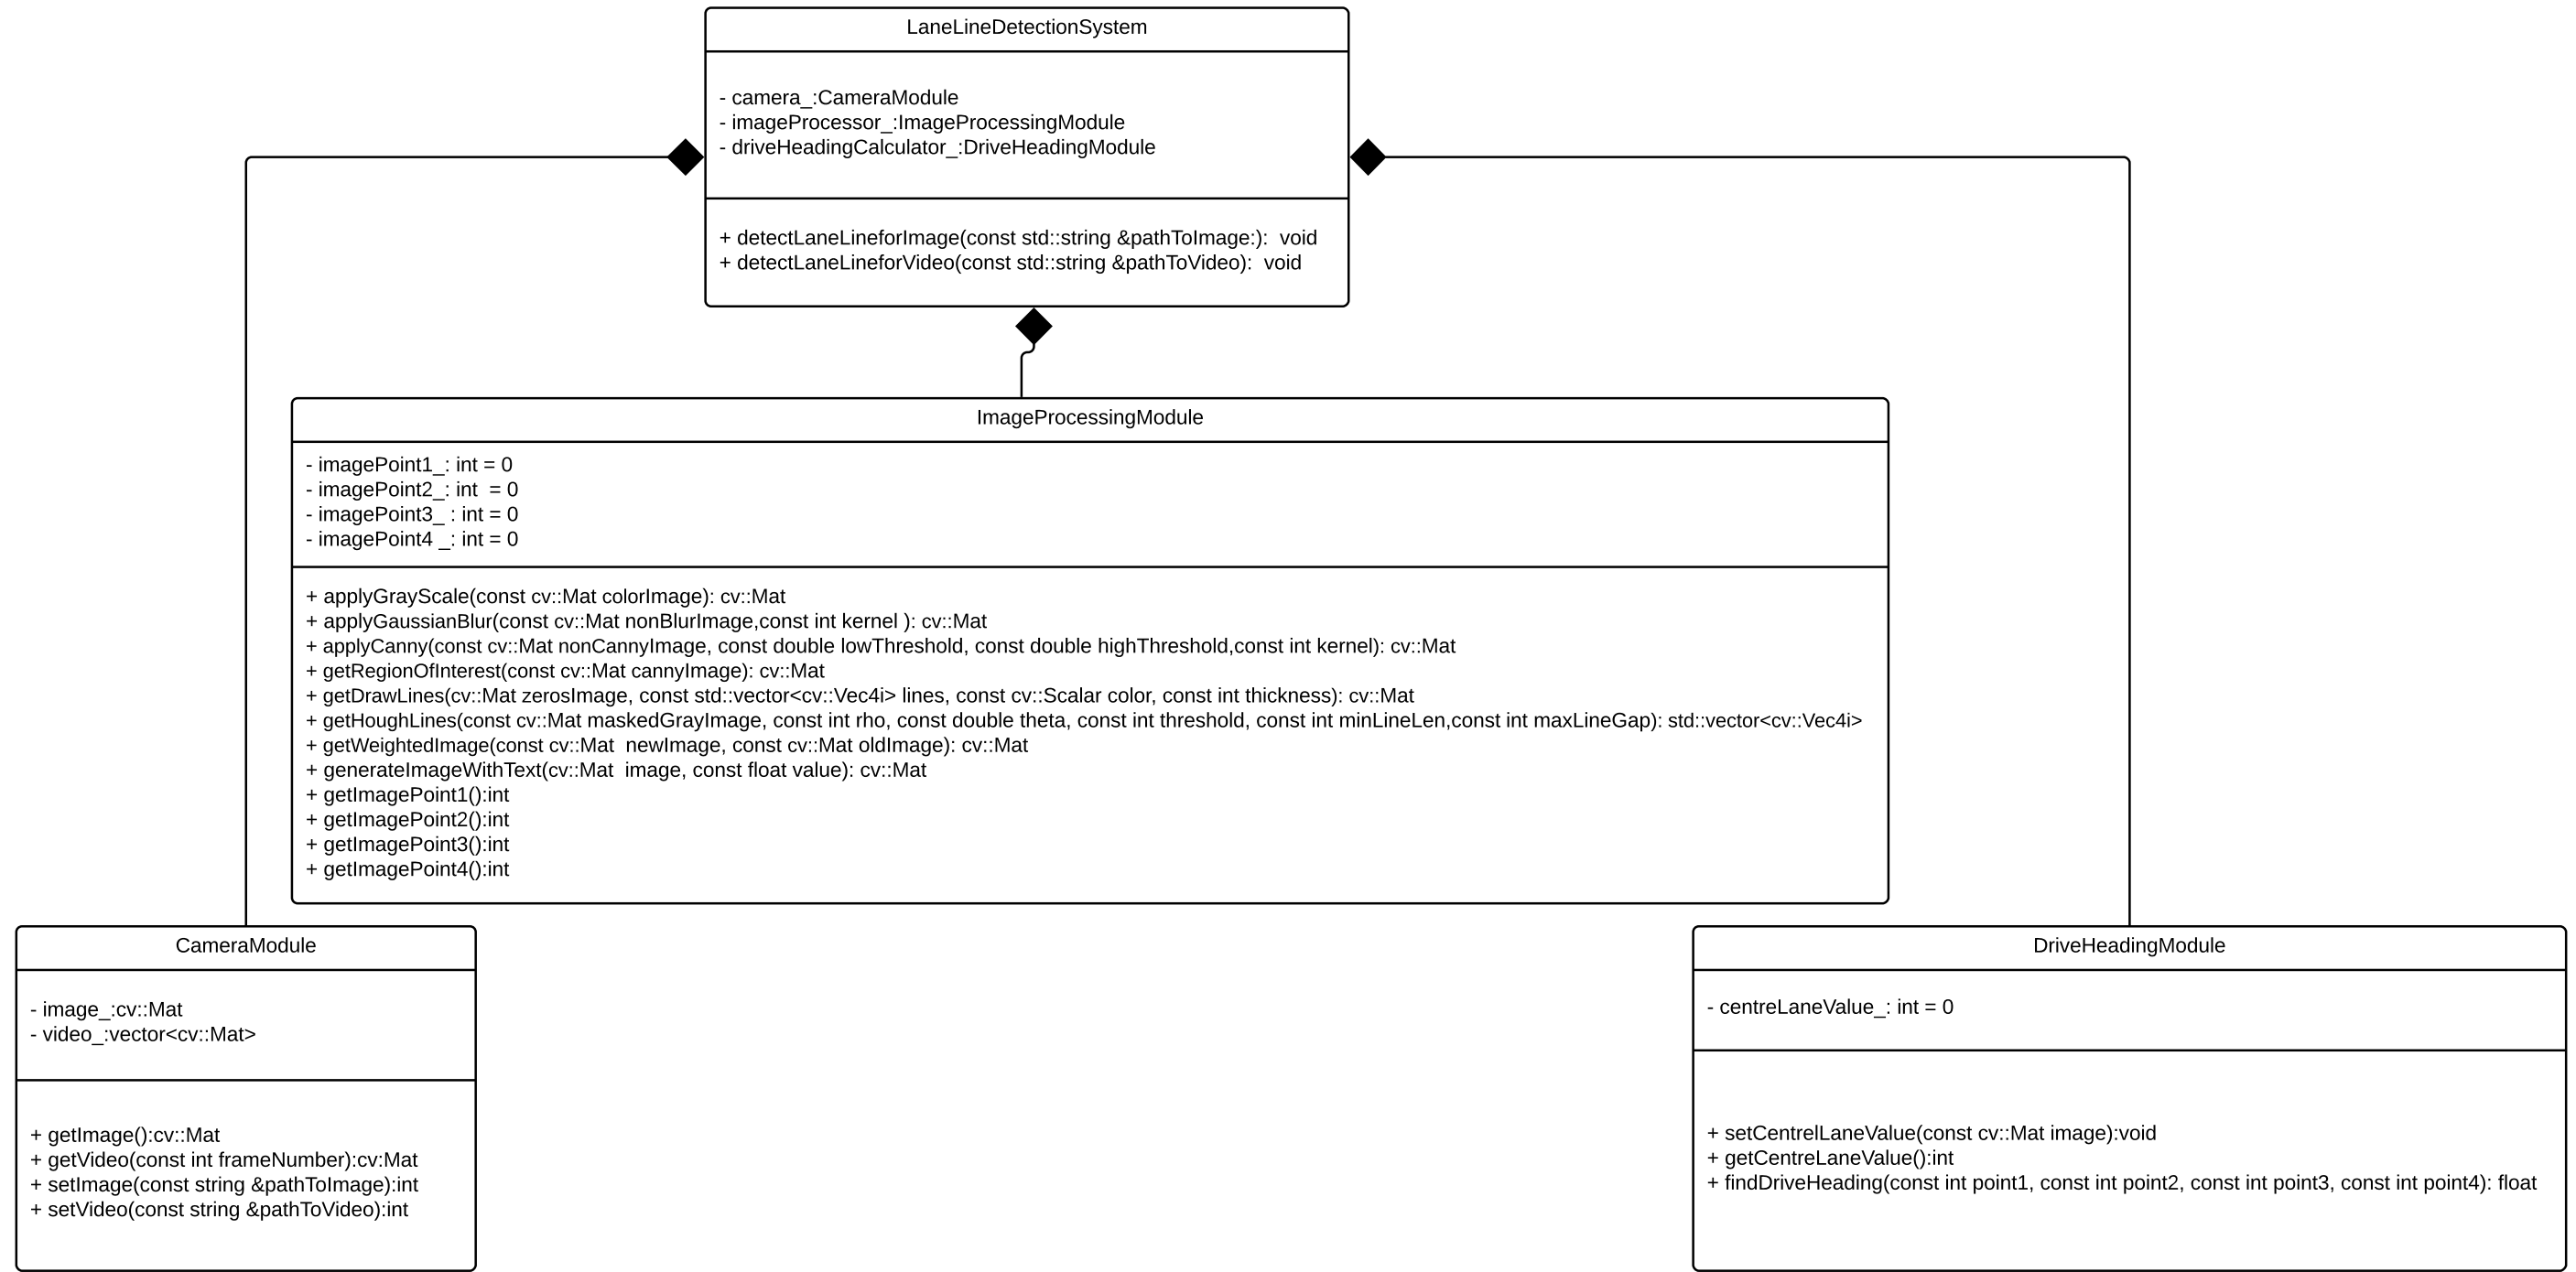 LaneLineDetectionSystem
- camera_:CameraModule
- imageProcessor_:ImageProcessingModule
- driveHeadingCalculator_:DriveHeadingModule
+ detectLaneLineforImage(const std::string &pathToImage:):  void
+ detectLaneLineforVideo(const std::string &pathToVideo):  void
ImageProcessingModule
- imagePoint1_: int = 0
- imagePoint2_: int  = 0
- imagePoint3_ : int = 0
- imagePoint4 _: int = 0
+ applyGrayScale(const cv::Mat colorImage): cv::Mat
+ applyGaussianBlur(const cv::Mat nonBlurImage,const int kernel ): cv::Mat
+ applyCanny(const cv::Mat nonCannyImage, const double lowThreshold, const double highThreshold,const int kernel): cv::Mat
+ getRegionOfInterest(const cv::Mat cannyImage): cv::Mat
+ getDrawLines(cv::Mat zerosImage, const std::vector<cv::Vec4i> lines, const cv::Scalar color, const int thickness): cv::Mat
+ getHoughLines(const cv::Mat maskedGrayImage, const int rho, const double theta, const int threshold, const int minLineLen,const int maxLineGap): std::vector<cv::Vec4i>
+ getWeightedImage(const cv::Mat  newImage, const cv::Mat oldImage): cv::Mat
+ generateImageWithText(cv::Mat  image, const float value): cv::Mat
+ getImagePoint1():int
+ getImagePoint2():int
+ getImagePoint3():int
+ getImagePoint4():int
CameraModule
- image_:cv::Mat
- video_:vector<cv::Mat>
+ getImage():cv::Mat
+ getVideo(const int frameNumber):cv:Mat
+ setImage(const string &pathToImage):int
+ setVideo(const string &pathToVideo):int
DriveHeadingModule
- centreLaneValue_: int = 0
+ setCentrelLaneValue(const cv::Mat image):void
+ getCentreLaneValue():int
+ findDriveHeading(const int point1, const int point2, const int point3, const int point4): float